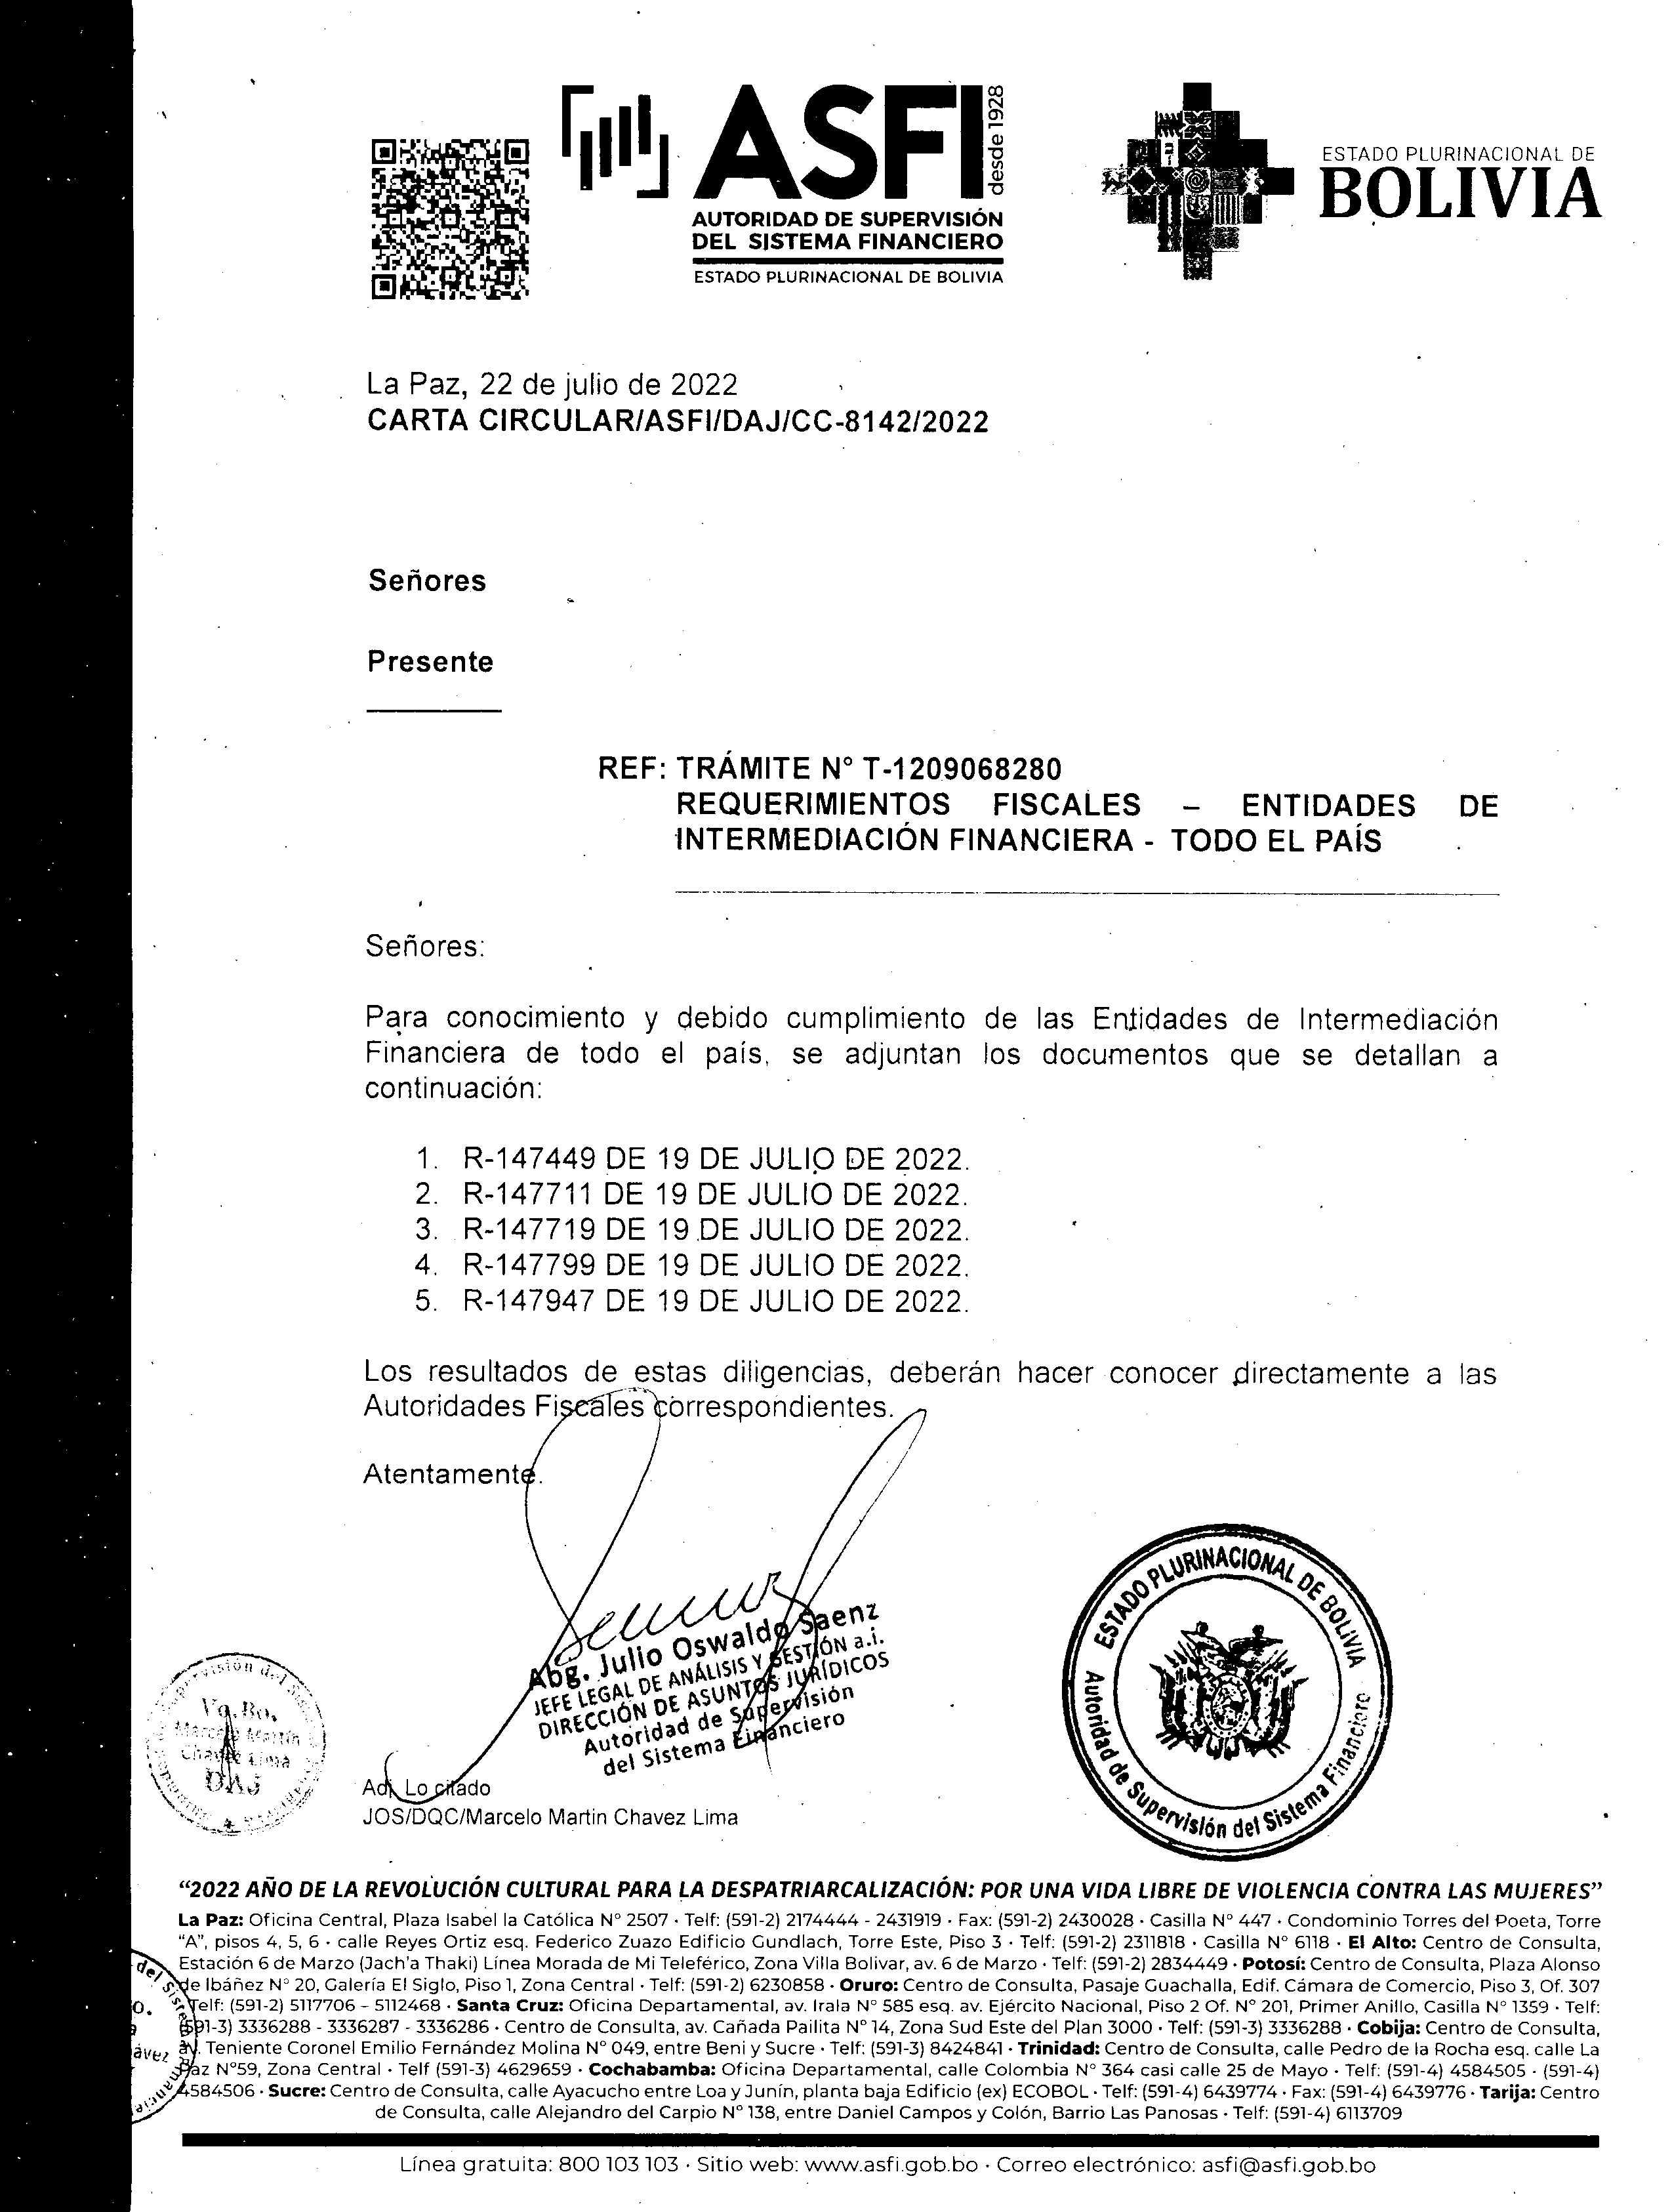 ASFI
desde 1928
AUTORIDAD DE SUPERVISIÓN
DEL SISTEMA FINANCIERO
ESTADO PLURINACIONAL DE BOLIVIA
ESTADO PLURINACIONAL DE
BOLIVIA
La Paz, 22 de julio de 2022
CARTA CIRCULAR/ASFI/DAJ/CC-8142/2022
Señores
Presente
REF: TRÁMITE N° T-1209068280
REQUERIMIENTOS FISCALES – ENTIDADES DE
INTERMEDIACIÓN FINANCIERA - TODO EL PAÍS
Señores:
Para conocimiento y debido cumplimiento de las Entidades de Intermediación
Financiera de todo el país, se adjuntan los documentos que se detallan a
continuación:
1. R-147449 DE 19 DE JULIO DE 2022.
2. R-147711 DE 19 DE JULIO DE 2022.
3. R-147719 DE 19 DE JULIO DE 2022.
4. R-147799 DE 19 DE JULIO DE 2022.
5. R-147947 DE 19 DE JULIO DE 2022.
Los resultados de estas diligencias, deberán hacer conocer directamente a las
Autoridades Fiscales correspondientes.
Atentamente.
Abg. Julio Oswaldo Saenz
JEFE LEGAL DE ANÁLISIS Y GESTIÓN a.i.
DIRECCIÓN DE ASUNTOS JURÍDICOS
Autoridad de Supervisión
del Sistema Financiero
ESTADO PLURINACIONAL DE BOLIVIA
Autoridad de Supervisión del Sistema Financiero
Vo.Bo.
Marcelo Martín
Chavez Lima
DAJ
Adj. Lo citado
JOS/DQC/Marcelo Martin Chavez Lima
“2022 AÑO DE LA REVOLUCIÓN CULTURAL PARA LA DESPATRIARCALIZACIÓN: POR UNA VIDA LIBRE DE VIOLENCIA CONTRA LAS MUJERES”
La Paz: Oficina Central, Plaza Isabel la Católica N° 2507 · Telf: (591-2) 2174444 - 2431919 · Fax: (591-2) 2430028 · Casilla N° 447 · Condominio Torres del Poeta, Torre
“A”, pisos 4, 5, 6 · calle Reyes Ortiz esq. Federico Zuazo Edificio Gundlach, Torre Este, Piso 3 · Telf: (591-2) 2311818 · Casilla N° 6118 · El Alto: Centro de Consulta,
Estación 6 de Marzo (Jach’a Thaki) Línea Morada de Mi Teleférico, Zona Villa Bolivar, av. 6 de Marzo · Telf: (591-2) 2834449 · Potosí: Centro de Consulta, Plaza Alonso
de Ibáñez N° 20, Galería El Siglo, Piso 1, Zona Central · Telf: (591-2) 6230858 · Oruro: Centro de Consulta, Pasaje Guachalla, Edif. Cámara de Comercio, Piso 3, Of. 307
Telf: (591-2) 5117706 – 5112468 · Santa Cruz: Oficina Departamental, av. Irala N° 585 esq. av. Ejército Nacional, Piso 2 Of. N° 201, Primer Anillo, Casilla N° 1359 · Telf:
(591-3) 3336288 - 3336287 - 3336286 · Centro de Consulta, av. Cañada Pailita N° 14, Zona Sud Este del Plan 3000 · Telf: (591-3) 3336288 · Cobija: Centro de Consulta,
av. Teniente Coronel Emilio Fernández Molina N° 049, entre Beni y Sucre · Telf: (591-3) 8424841 · Trinidad: Centro de Consulta, calle Pedro de la Rocha esq. calle La
Paz N°59, Zona Central · Telf (591-3) 4629659 · Cochabamba: Oficina Departamental, calle Colombia N° 364 casi calle 25 de Mayo · Telf: (591-4) 4584505 · (591-4)
4584506 · Sucre: Centro de Consulta, calle Ayacucho entre Loa y Junín, planta baja Edificio (ex) ECOBOL · Telf: (591-4) 6439774 · Fax: (591-4) 6439776 · Tarija: Centro
de Consulta, calle Alejandro del Carpio N° 138, entre Daniel Campos y Colón, Barrio Las Panosas · Telf: (591-4) 6113709
Línea gratuita: 800 103 103 · Sitio web: www.asfi.gob.bo · Correo electrónico: asfi@asfi.gob.bo